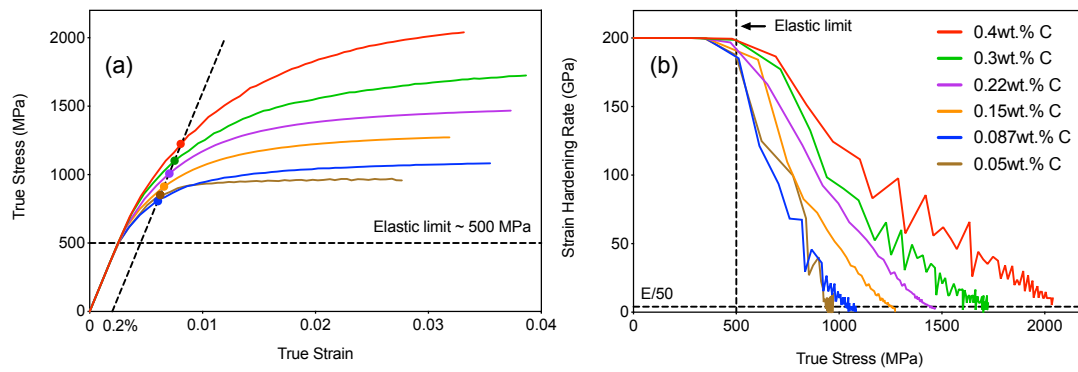 (a)
True Stress (MPa)
2000
1500
1000
500
0
Elastic limit ~ 500 MPa
0 0.2% 0.01 0.02 0.03 0.04
True Strain
(b)
Strain Hardening Rate (GPa)
250
200
150
100
50
0
Elastic limit
0.4wt.% C
0.3wt.% C
0.22wt.% C
0.15wt.% C
0.087wt.% C
0.05wt.% C
E/50
0 500 1000 1500 2000
True Stress (MPa)